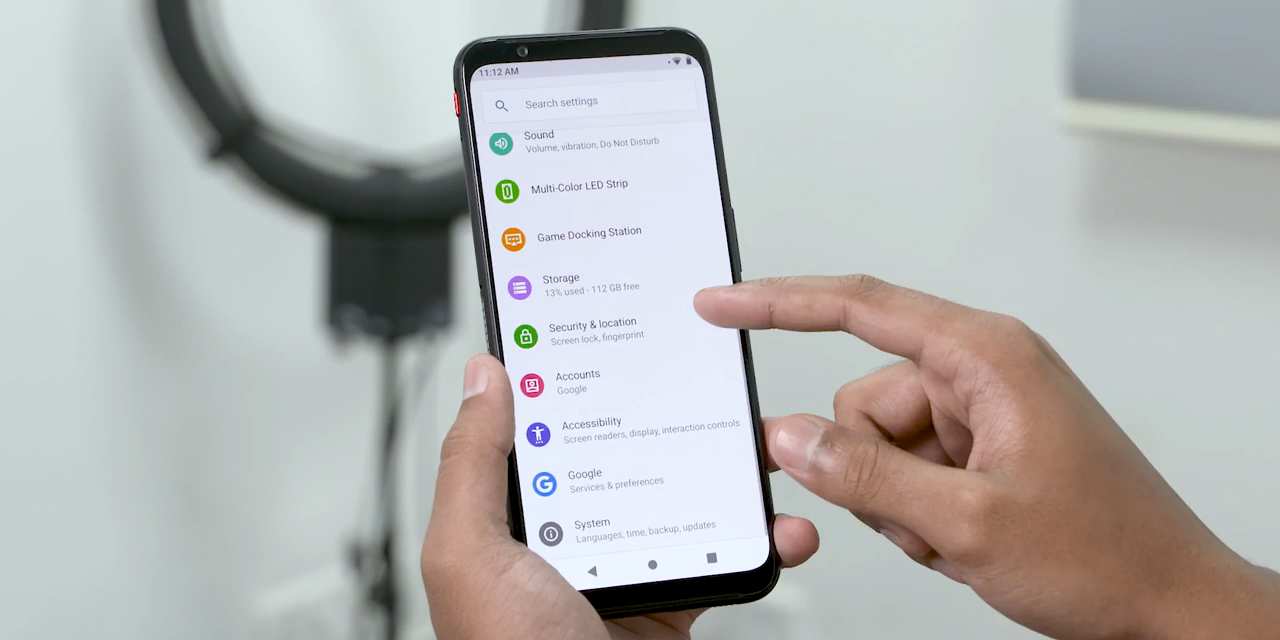 11:12 AM
Search settings
Sound
Volume, vibration, Do Not Disturb
Multi-Color LED Strip
Game Docking Station
Storage
13% used - 112 GB free
Security & location
Screen lock, fingerprint
Accounts
Google
Accessibility
Screen readers, display, interaction controls
Google
Services & preferences
System
Languages, time, backup, updates